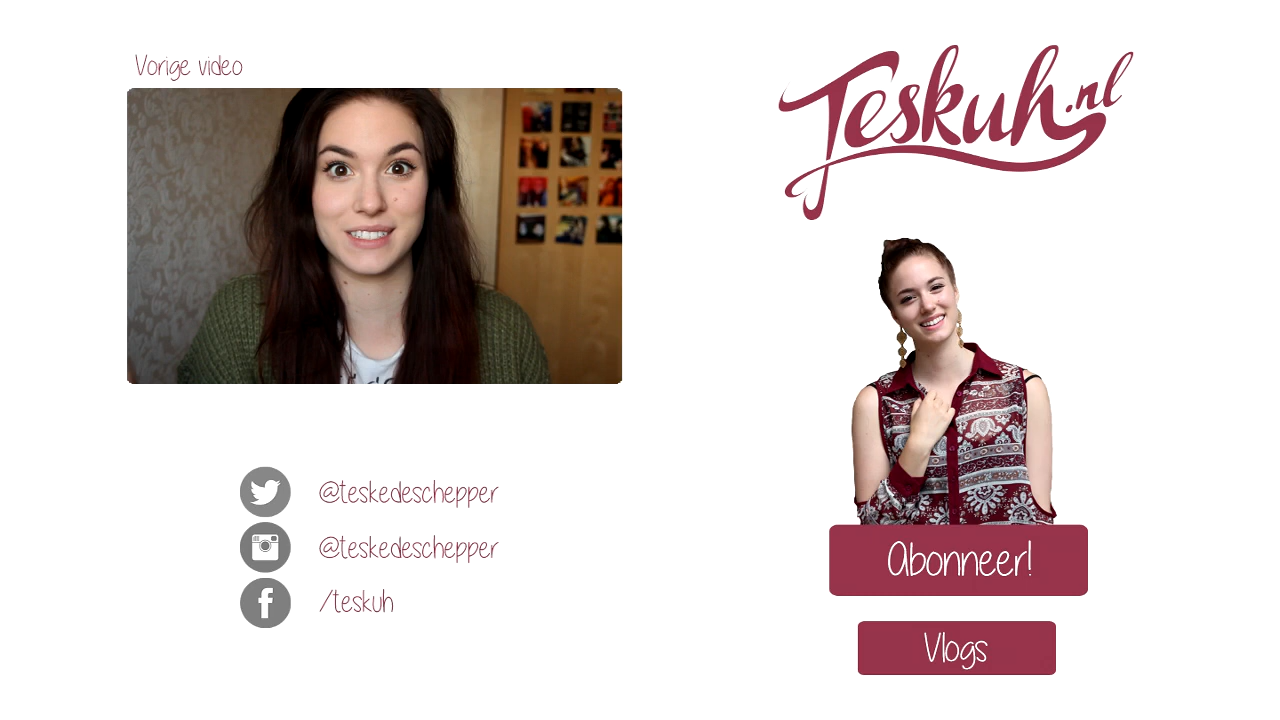 Vorige video
Teskuh.nl
@teskedeschepper
@teskedeschepper
/teskuh
Abonneer!
Vlogs